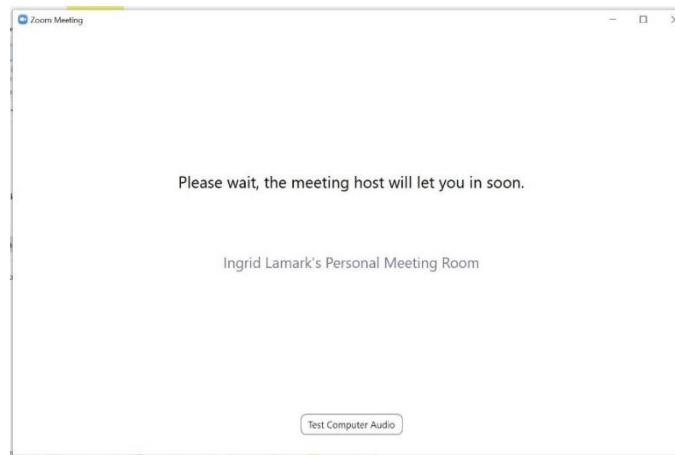 Zoom Meeting
Please wait, the meeting host will let you in soon.
Ingrid Lamark's Personal Meeting Room
Test Computer Audio